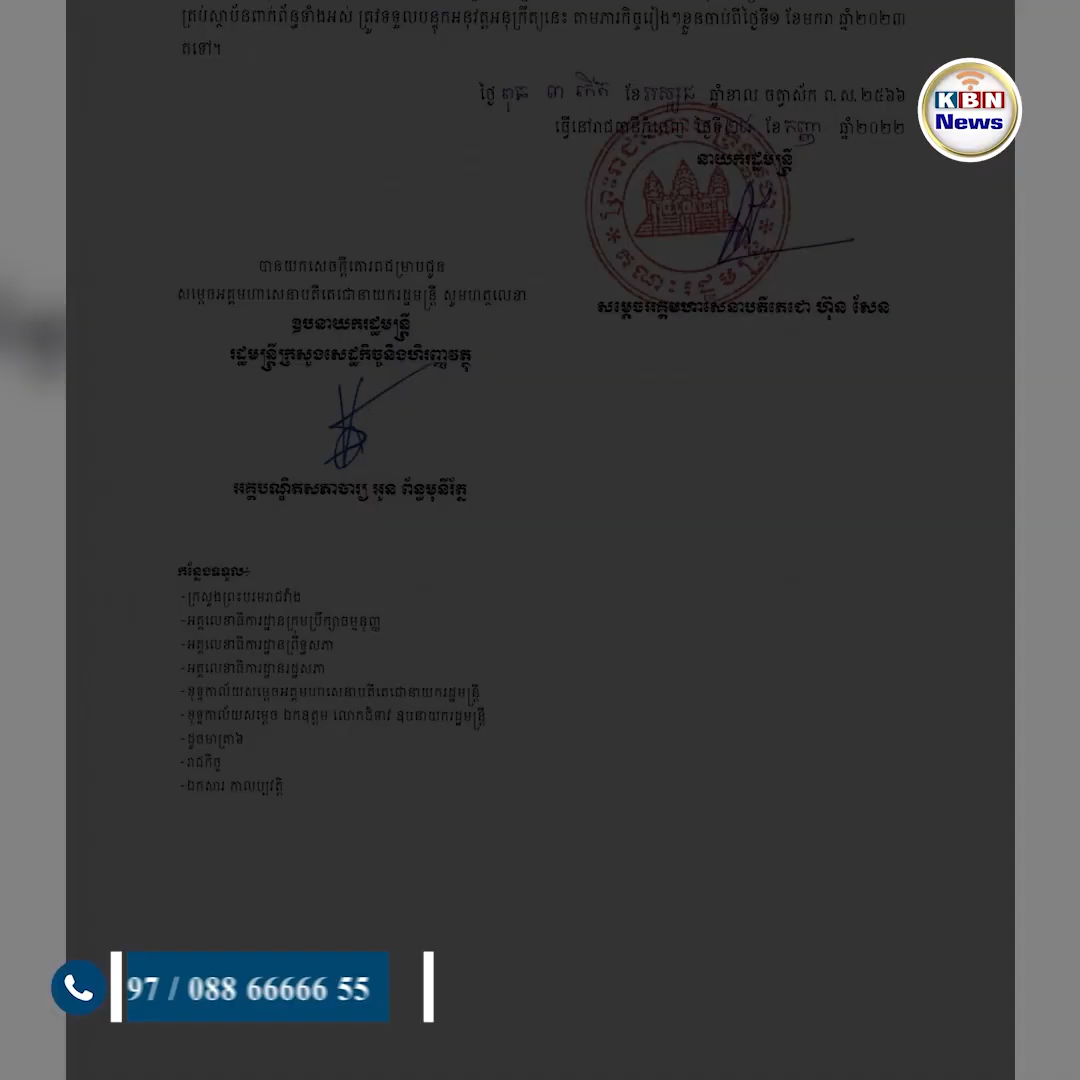 គ្រប់ស្ថាប័នពាក់ព័ន្ធទាំងអស់ ត្រូវទទួលបន្ទុកអនុវត្តអនុក្រឹត្យនេះ តាមភារកិច្ចរៀងៗខ្លួនចាប់ពីថ្ងៃទី១ ខែមករា ឆ្នាំ២០២៣
តទៅ។
ថ្ងៃ ពុធ ៣ កើត ខែ អស្សុជ ឆ្នាំខាល ចត្វាស័ក ព.ស.២៥៦៦
ធ្វើនៅរាជធានីភ្នំពេញ ថ្ងៃទី ២៨ ខែ កញ្ញា ឆ្នាំ២០២២
នាយករដ្ឋមន្ត្រី
KBN
News
បានយកសេចក្ដីគោរពជម្រាបជូន
សម្ដេចអគ្គមហាសេនាបតីតេជោនាយករដ្ឋមន្ត្រី សូមហត្ថលេខា
ឧបនាយករដ្ឋមន្ត្រី
រដ្ឋមន្ត្រីក្រសួងសេដ្ឋកិច្ចនិងហិរញ្ញវត្ថុ
សម្ដេចអគ្គមហាសេនាបតីតេជោ ហ៊ុន សែន
អគ្គបណ្ឌិតសភាចារ្យ អូន ព័ន្ធមុនីរ័ត្ន
កន្លែងទទួល៖
-ក្រសួងព្រះបរមរាជវាំង
-អគ្គលេខាធិការដ្ឋានក្រុមប្រឹក្សាធម្មនុញ្ញ
-អគ្គលេខាធិការដ្ឋានព្រឹទ្ធសភា
-អគ្គលេខាធិការដ្ឋានរដ្ឋសភា
-ខុទ្ទកាល័យសម្ដេចអគ្គមហាសេនាបតីតេជោនាយករដ្ឋមន្ត្រី
-ខុទ្ទកាល័យសម្ដេច ឯកឧត្តម លោកជំទាវ ឧបនាយករដ្ឋមន្ត្រី
-ដូចមាត្រា៦
-រាជកិច្ច
-ឯកសារ កាលប្បវត្តិ
97 / 088 66666 55